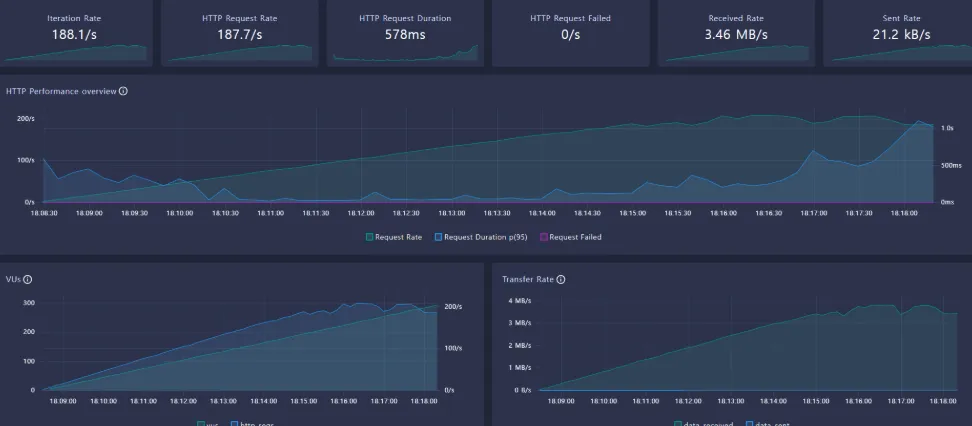 Iteration Rate HTTP Request Rate HTTP Request Duration HTTP Request Failed Received Rate Sent Rate
188.1/s 187.7/s 578ms 0/s 3.46 MB/s 21.2 kB/s
HTTP Performance overview
200/s
1.0s
100/s
500ms
0/s 0ms
18:08:30 18:09:00 18:09:30 18:10:00 18:10:30 18:11:00 18:11:30 18:12:00 18:12:30 18:13:00 18:13:30 18:14:00 18:14:30 18:15:00 18:15:30 18:16:00 18:16:30 18:17:00 18:17:30 18:18:00
Request Rate Request Duration p(95) Request Failed
VUs
300
200/s
200
100/s
100
0 0/s
18:09:00 18:10:00 18:11:00 18:12:00 18:13:00 18:14:00 18:15:00 18:16:00 18:17:00 18:18:00
vus http_reqs
Transfer Rate
4 MB/s
3 MB/s
2 MB/s
1 MB/s
0 B/s
18:09:00 18:10:00 18:11:00 18:12:00 18:13:00 18:14:00 18:15:00 18:16:00 18:17:00 18:18:00
data_received data_sent